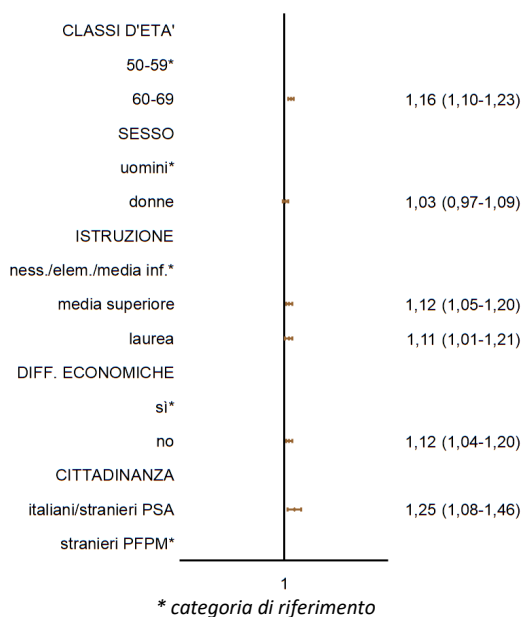 CLASSI D'ETA'
50-59*
60-69 1,16 (1,10-1,23)
SESSO
uomini*
donne 1,03 (0,97-1,09)
ISTRUZIONE
ness./elem./media inf.*
media superiore 1,12 (1,05-1,20)
laurea 1,11 (1,01-1,21)
DIFF. ECONOMICHE
sì*
no 1,12 (1,04-1,20)
CITTADINANZA
italiani/stranieri PSA 1,25 (1,08-1,46)
stranieri PFPM*
1
* categoria di riferimento